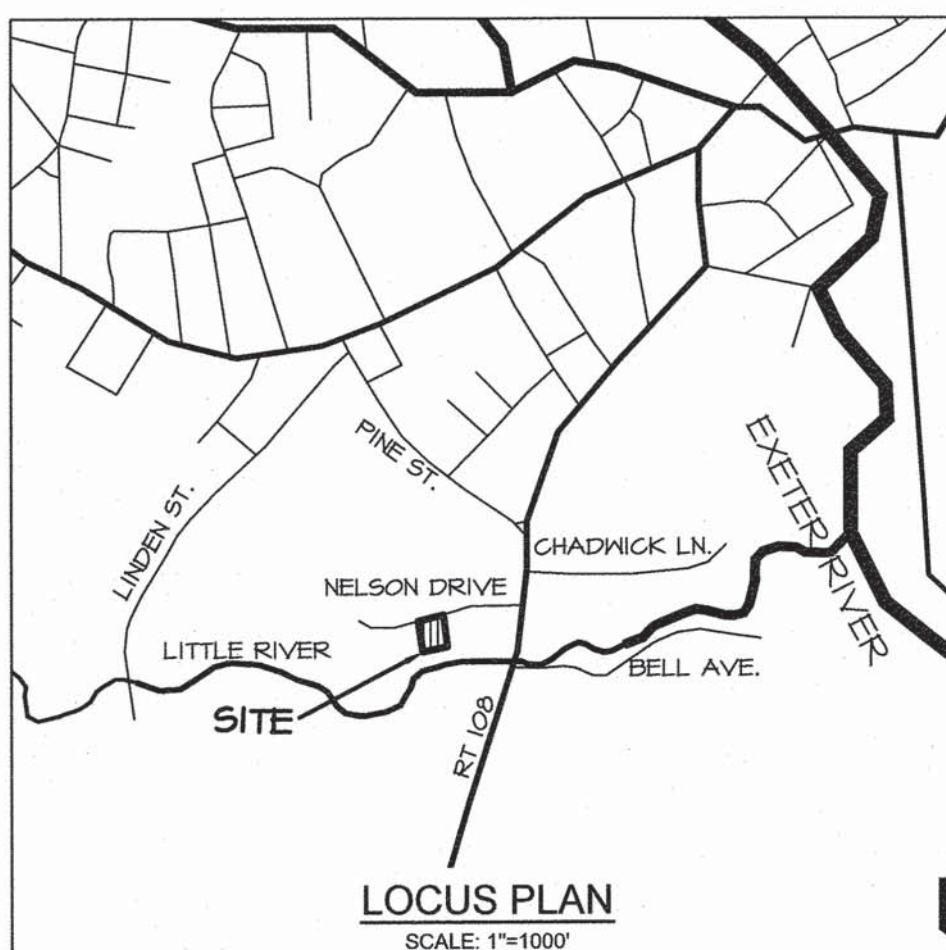 PINE ST.
EXETER RIVER
LINDEN ST.
CHADWICK LN.
NELSON DRIVE
LITTLE RIVER
BELL AVE.
SITE
RT 108
LOCUS PLAN
SCALE: 1"=1000'